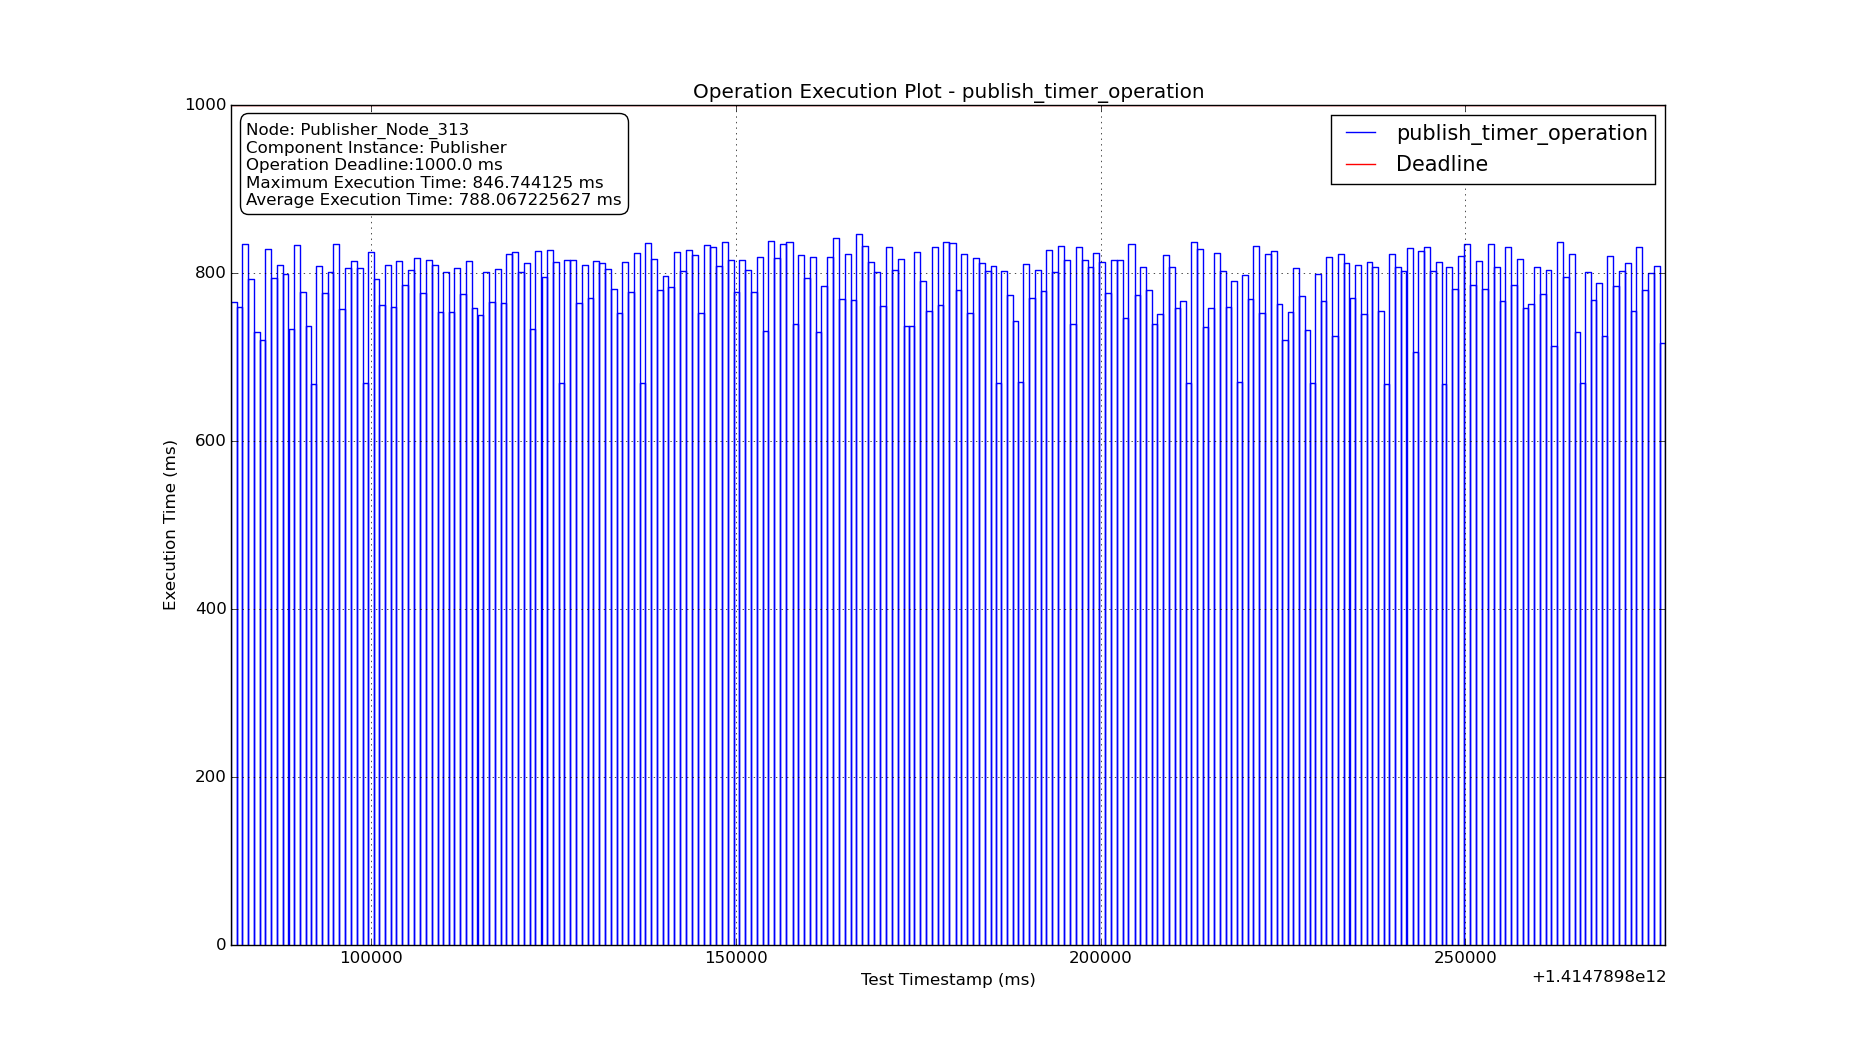 Operation Execution Plot - publish_timer_operation
1000
800
600
400
200
0
Execution Time (ms)
Node: Publisher_Node_313
Component Instance: Publisher
Operation Deadline:1000.0 ms
Maximum Execution Time: 846.744125 ms
Average Execution Time: 788.067225627 ms
publish_timer_operation
Deadline
100000 150000 200000 250000
Test Timestamp (ms)
+1.4147898e12